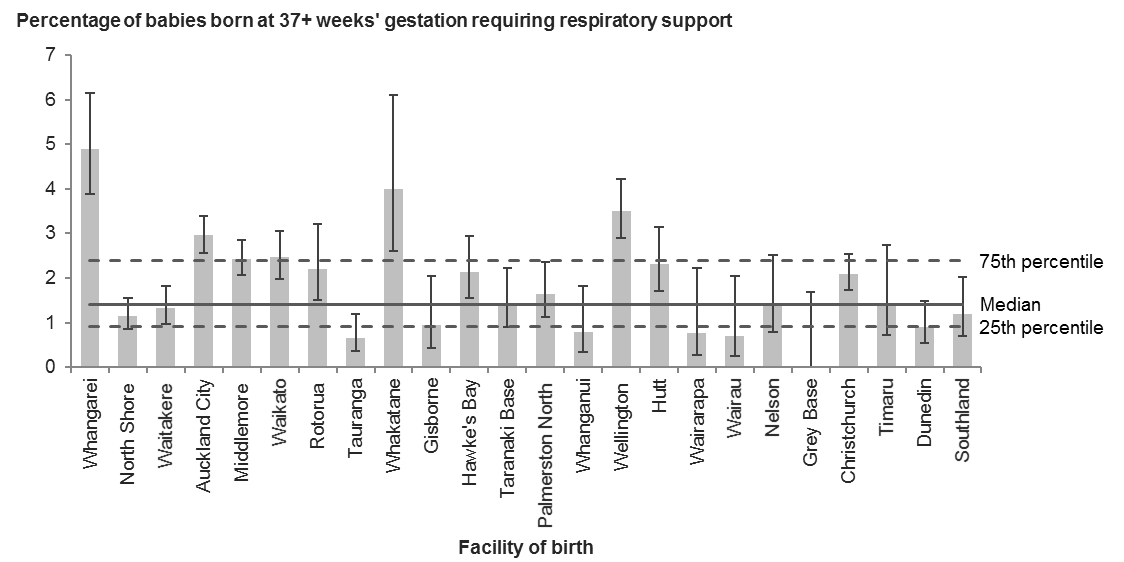 Percentage of babies born at 37+ weeks' gestation requiring respiratory support
7
6
5
4
3
2
1
0
75th percentile
Median
25th percentile
Whangarei
North Shore
Waitakere
Auckland City
Middlemore
Waikato
Rotorua
Tauranga
Whakatane
Gisborne
Hawke's Bay
Taranaki Base
Palmerston North
Whanganui
Wellington
Hutt
Wairarapa
Wairau
Nelson
Grey Base
Christchurch
Timaru
Dunedin
Southland
Facility of birth